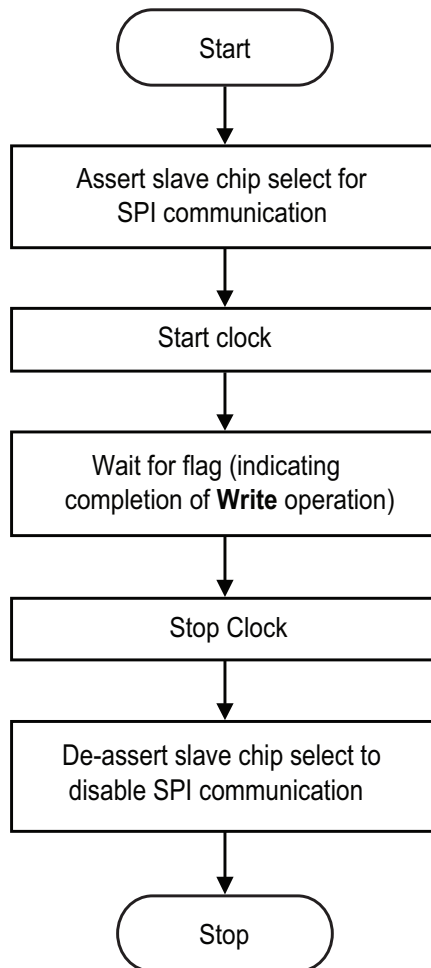 Start
Assert slave chip select for
SPI communication
Start clock
Wait for flag (indicating
completion of Write operation)
Stop Clock
De-assert slave chip select to
disable SPI communication
Stop